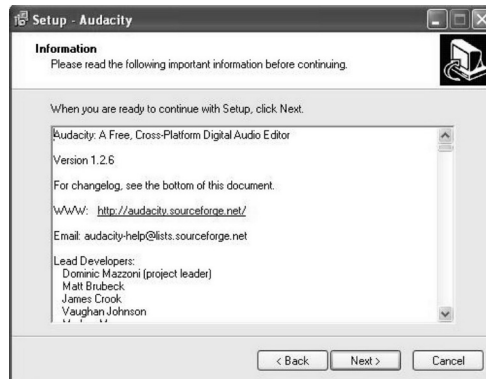 Setup - Audacity
Information
Please read the following important information before continuing.
When you are ready to continue with Setup, click Next.
Audacity: A Free, Cross-Platform Digital Audio Editor
Version 1.2.6
For changelog, see the bottom of this document.
WWW: http://audacity.sourceforge.net/
Email: audacity-help@lists.sourceforge.net
Lead Developers:
Dominic Mazzoni (project leader)
Matt Brubeck
James Crook
Vaughan Johnson
< Back Next > Cancel